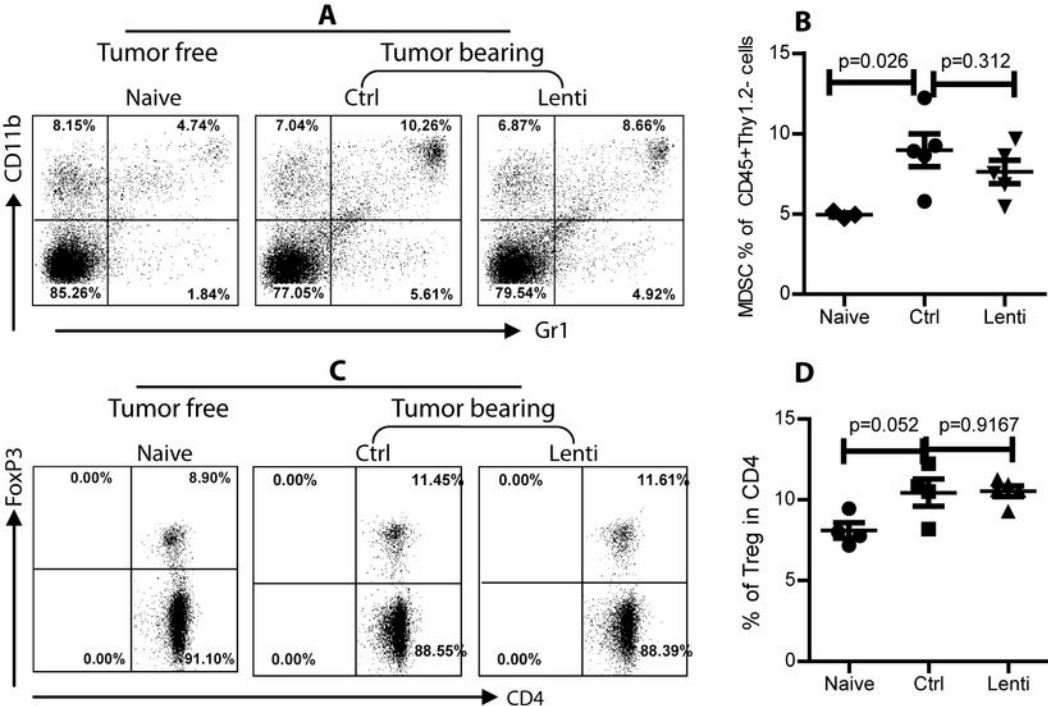 A
Tumor free
Tumor bearing
Naive
Ctrl
Lenti
CD11b
8.15%
4.74%
7.04%
10.26%
6.87%
8.66%
85.26%
1.84%
77.05%
5.61%
79.54%
4.92%
Gr1
B
MDSC % of CD45+Thy1.2- cells
15
10
5
0
p=0.026
p=0.312
Naive
Ctrl
Lenti
C
Tumor free
Tumor bearing
Naive
Ctrl
Lenti
FoxP3
0.00%
8.90%
0.00%
11.45%
0.00%
11.61%
0.00%
91.10%
0.00%
88.55%
0.00%
88.39%
CD4
D
% of Treg in CD4
15
10
5
0
p=0.052
p=0.9167
Naive
Ctrl
Lenti